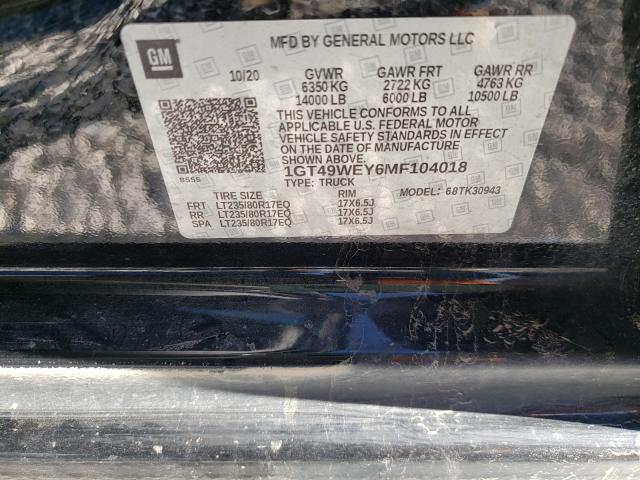 GM
MFD BY GENERAL MOTORS LLC
10/20 GVWR GAWR FRT GAWR RR
6350 KG 2722 KG 4763 KG
14000 LB 6000 LB 10500 LB
THIS VEHICLE CONFORMS TO ALL
APPLICABLE U.S. FEDERAL MOTOR
VEHICLE SAFETY STANDARDS IN EFFECT
ON THE DATE OF MANUFACTURE
SHOWN ABOVE.
1GT49WEY6MF104018
8555 TYPE: TRUCK MODEL: 68TK30943
TIRE SIZE RIM
FRT LT235/80R17EQ 17X6.5J
RR LT235/80R17EQ 17X6.5J
SPA LT235/80R17EQ 17X6.5J